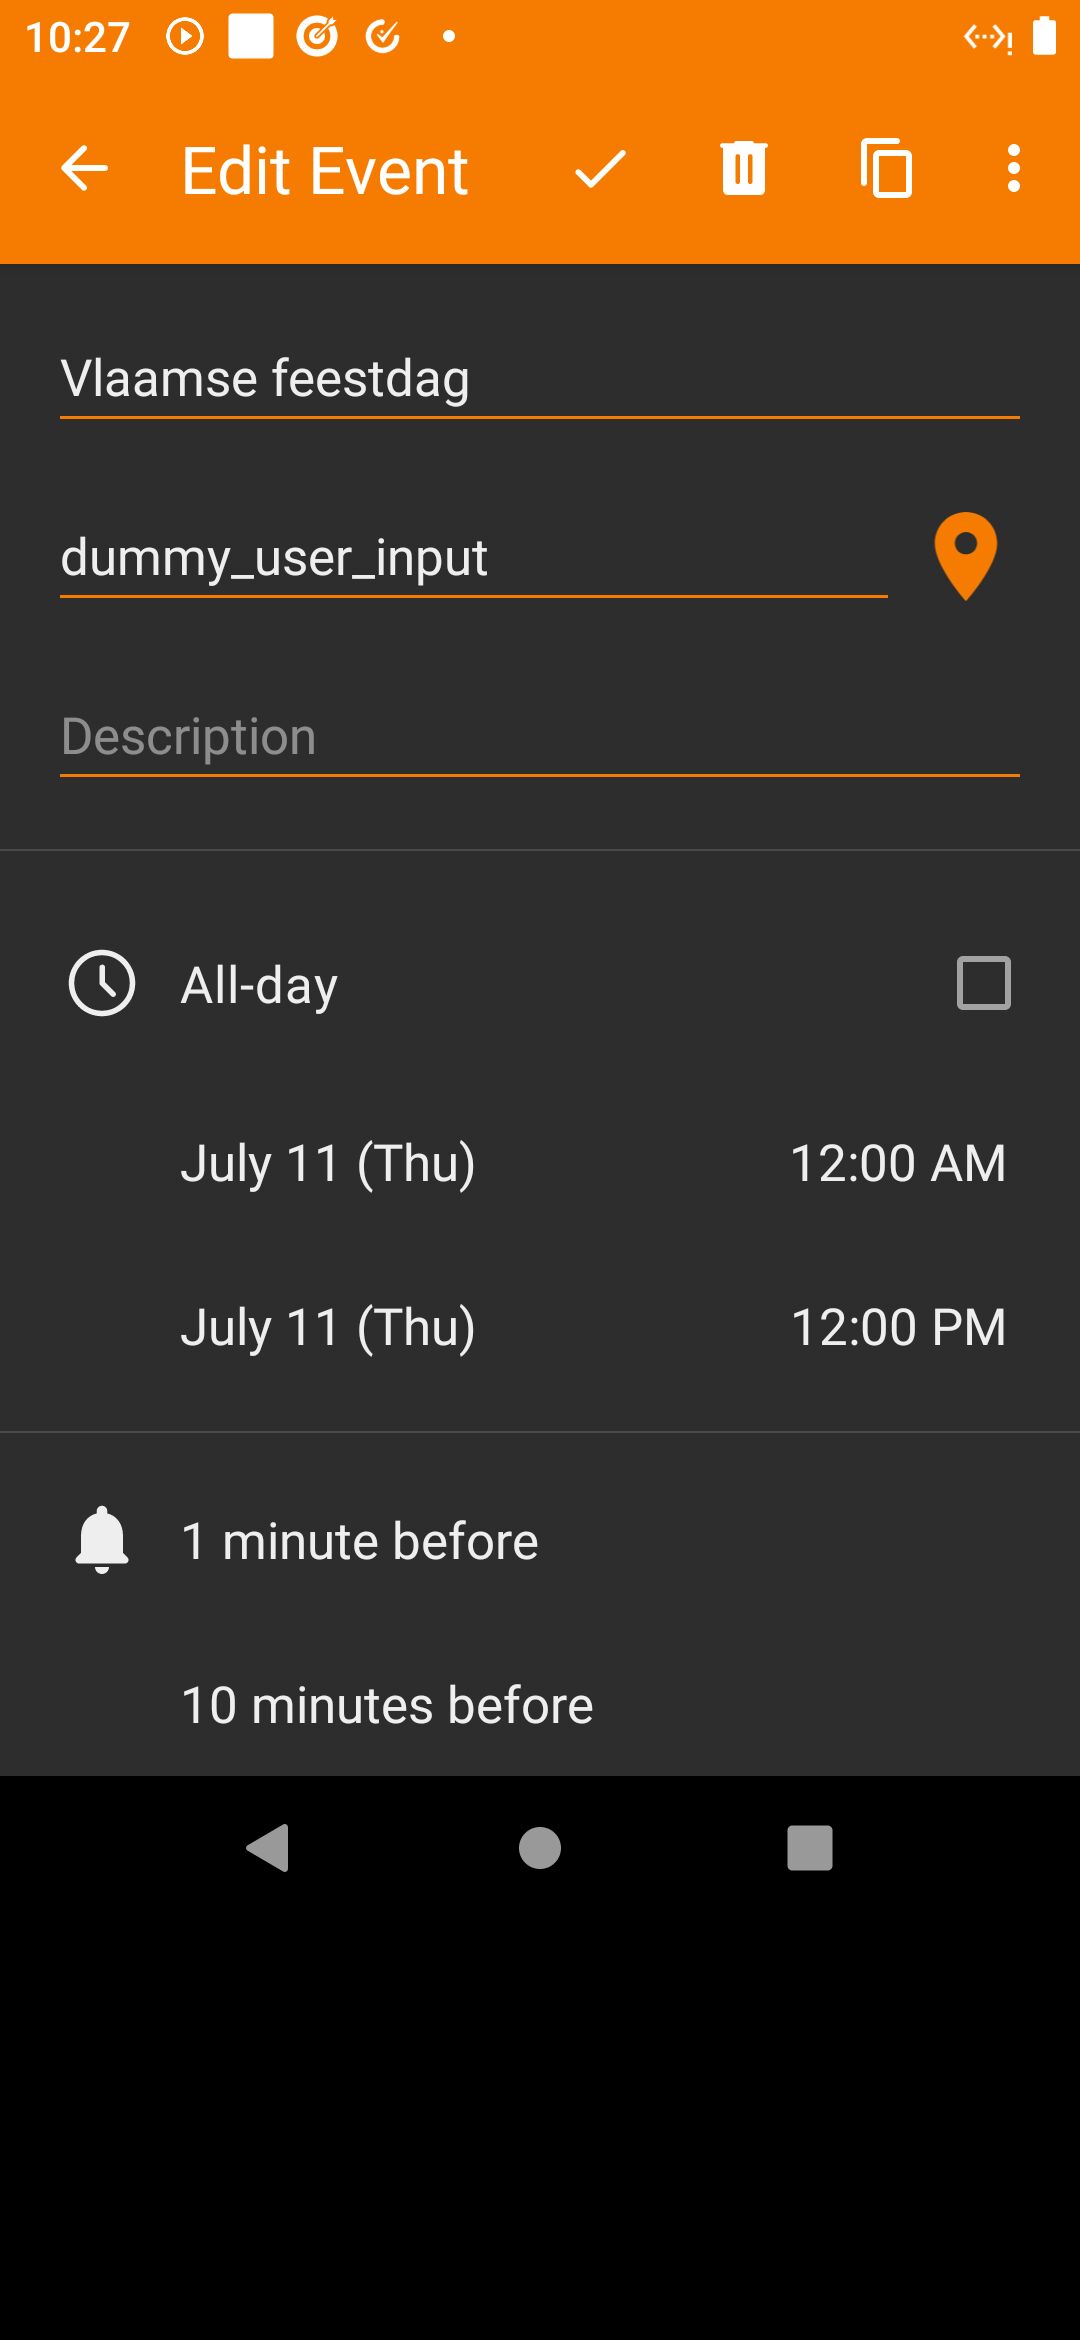 10:27
Edit Event
Vlaamse feestdag
dummy_user_input
Description
All-day
July 11 (Thu) 12:00 AM
July 11 (Thu) 12:00 PM
1 minute before
10 minutes before